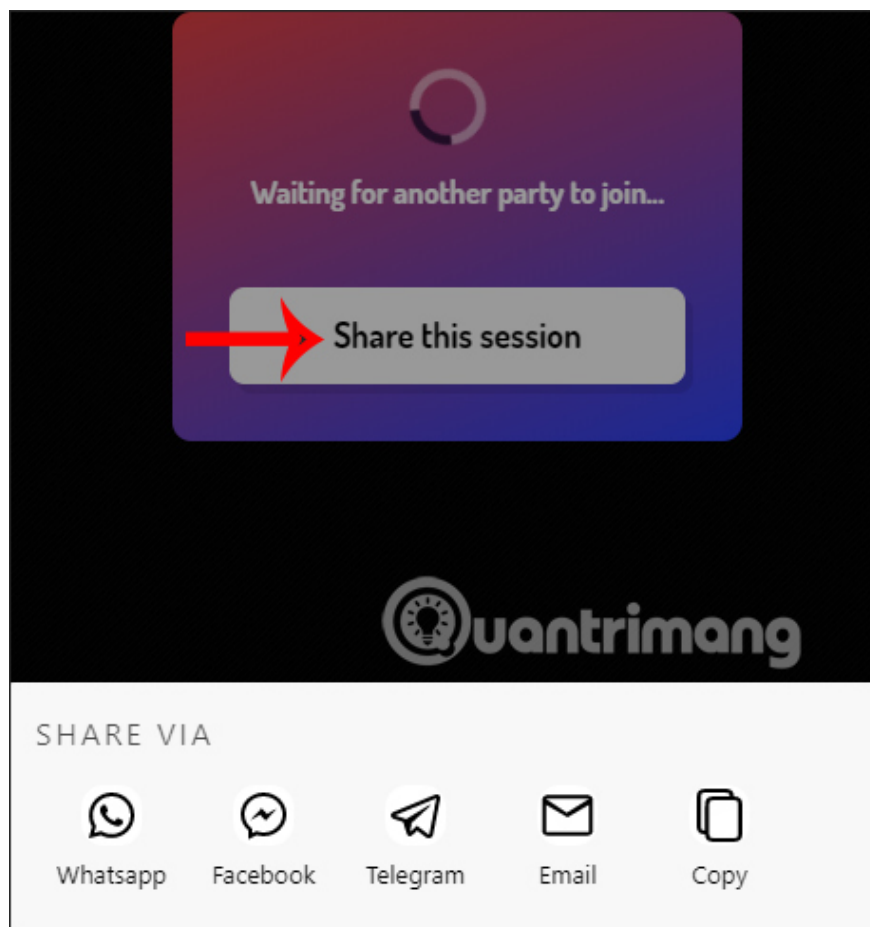 Waiting for another party to join...
Share this session
Quantrimang
SHARE VIA
Whatsapp Facebook Telegram Email Copy